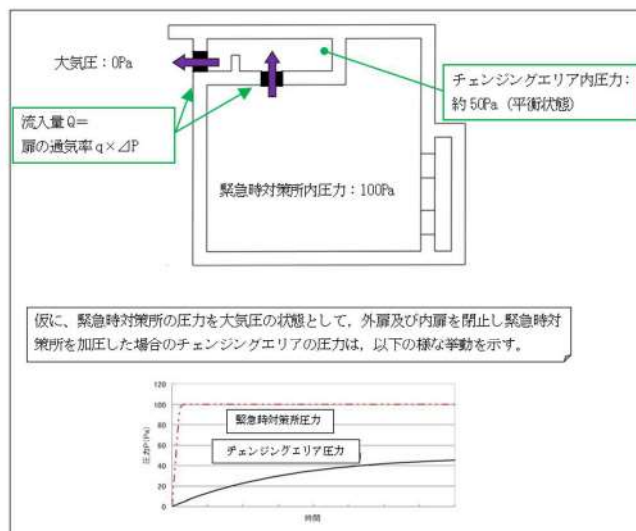 大気圧：0Pa
チェンジングエリア内圧力：
約50Pa（平衡状態）
流入量Q＝
扉の通気率q×⊿P
緊急時対策所内圧力：100Pa
仮に、緊急時対策所の圧力を大気圧の状態として，外扉及び内扉を閉止し緊急時対
策所を加圧した場合のチェンジングエリアの圧力は，以下の様な挙動を示す。
120
100
80
60
40
20
0
圧力P(Pa)
緊急時対策所圧力
チェンジングエリア圧力
時間